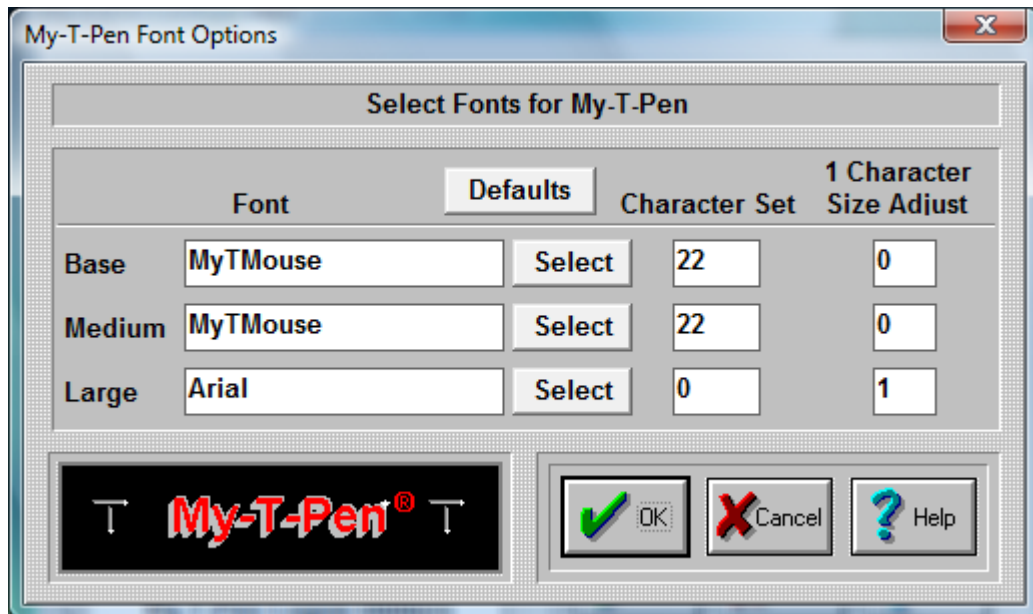 My-T-Pen Font Options
Select Fonts for My-T-Pen
Font Defaults Character Set 1 Character Size Adjust
Base MyTMouse Select 22 0
Medium MyTMouse Select 22 0
Large Arial Select 0 1
My-T-Pen®
OK Cancel Help